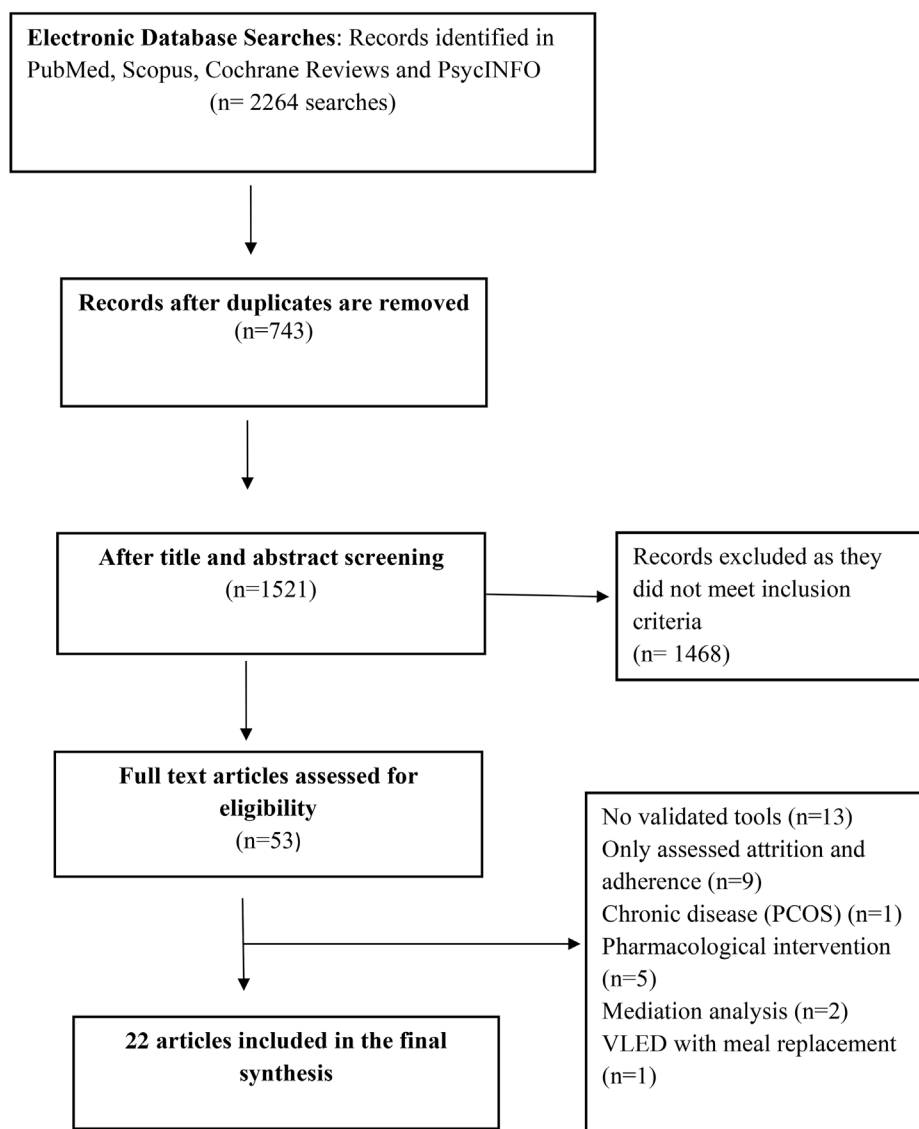 Electronic Database Searches: Records identified in
PubMed, Scopus, Cochrane Reviews and PsycINFO
(n= 2264 searches)
Records after duplicates are removed
(n=743)
After title and abstract screening
(n=1521)
Records excluded as they
did not meet inclusion
criteria
(n= 1468)
Full text articles assessed for
eligibility
(n=53)
No validated tools (n=13)
Only assessed attrition and
adherence (n=9)
Chronic disease (PCOS) (n=1)
Pharmacological intervention
(n=5)
Mediation analysis (n=2)
VLED with meal replacement
(n=1)
22 articles included in the final
synthesis